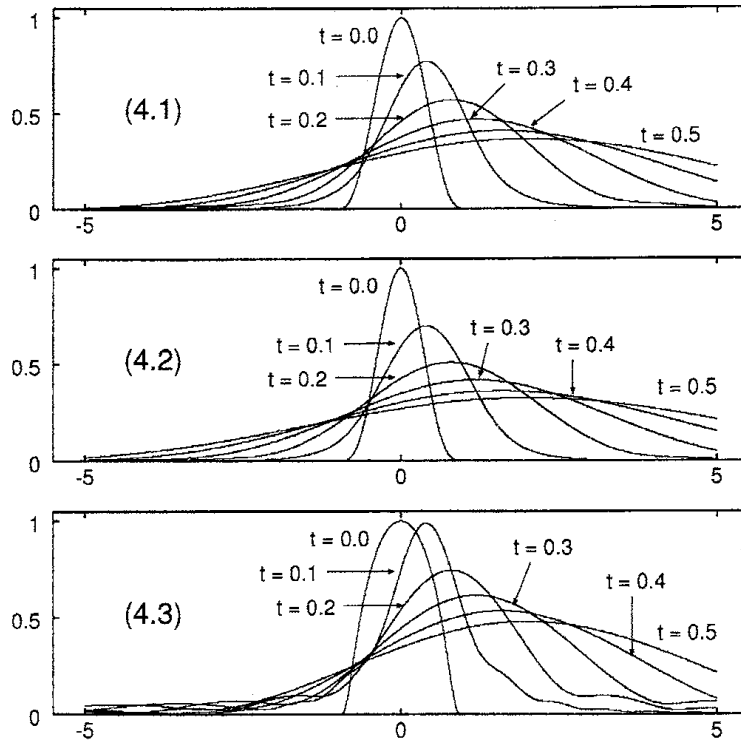 1
t = 0.0
t = 0.1
t = 0.3
t = 0.4
0.5
(4.1)
t = 0.2
t = 0.5
0
-5
0
5
1
t = 0.0
t = 0.1
t = 0.3
t = 0.4
0.5
(4.2)
t = 0.2
t = 0.5
0
-5
0
5
1
t = 0.0
t = 0.3
t = 0.1
t = 0.4
0.5
(4.3)
t = 0.2
t = 0.5
0
-5
0
5